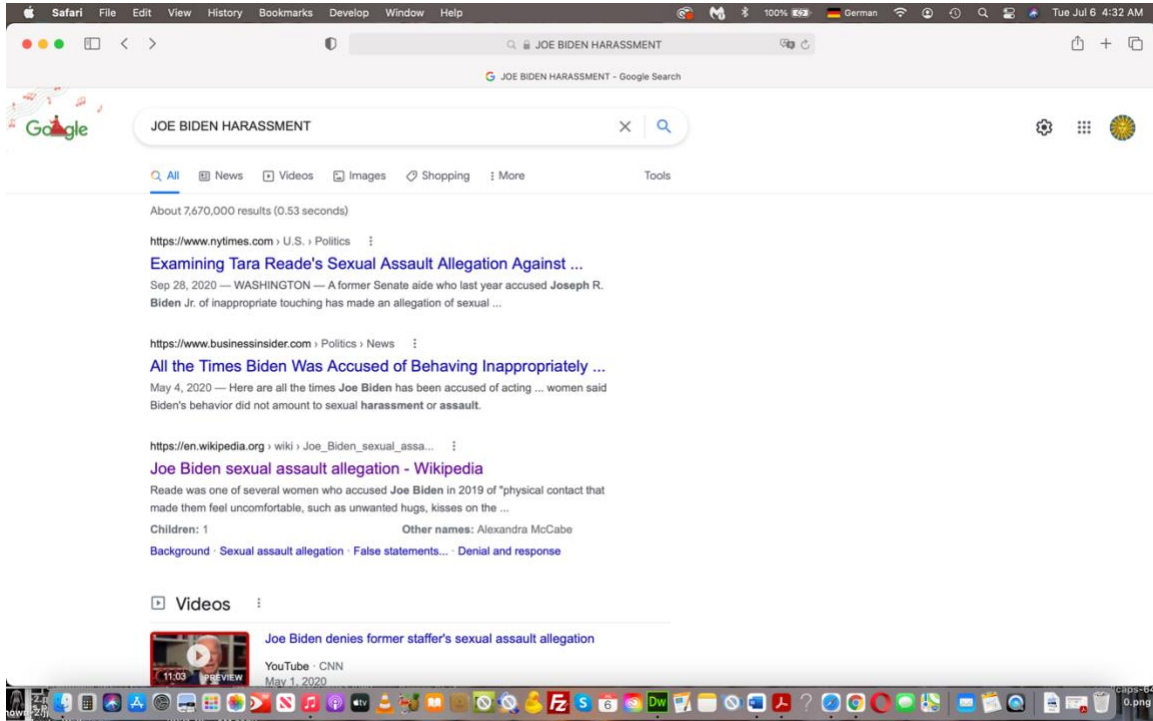 Safari File Edit View History Bookmarks Develop Window Help 100% German Tue Jul 6 4:32 AM
JOE BIDEN HARASSMENT
JOE BIDEN HARASSMENT - Google Search
Google
JOE BIDEN HARASSMENT
All News Videos Images Shopping More Tools
About 7,670,000 results (0.53 seconds)
https://www.nytimes.com › U.S. › Politics
Examining Tara Reade's Sexual Assault Allegation Against ...
Sep 28, 2020 — WASHINGTON — A former Senate aide who last year accused Joseph R.
Biden Jr. of inappropriate touching has made an allegation of sexual ...
https://www.businessinsider.com › Politics › News
All the Times Biden Was Accused of Behaving Inappropriately ...
May 4, 2020 — Here are all the times Joe Biden has been accused of acting ... women said
Biden's behavior did not amount to sexual harassment or assault.
https://en.wikipedia.org › wiki › Joe_Biden_sexual_assa...
Joe Biden sexual assault allegation - Wikipedia
Reade was one of several women who accused Joe Biden in 2019 of "physical contact that
made them feel uncomfortable, such as unwanted hugs, kisses on the ...
Children: 1 Other names: Alexandra McCabe
Background · Sexual assault allegation · False statements... · Denial and response
Videos
Joe Biden denies former staffer's sexual assault allegation
YouTube · CNN
11:03 PREVIEW
May 1, 2020